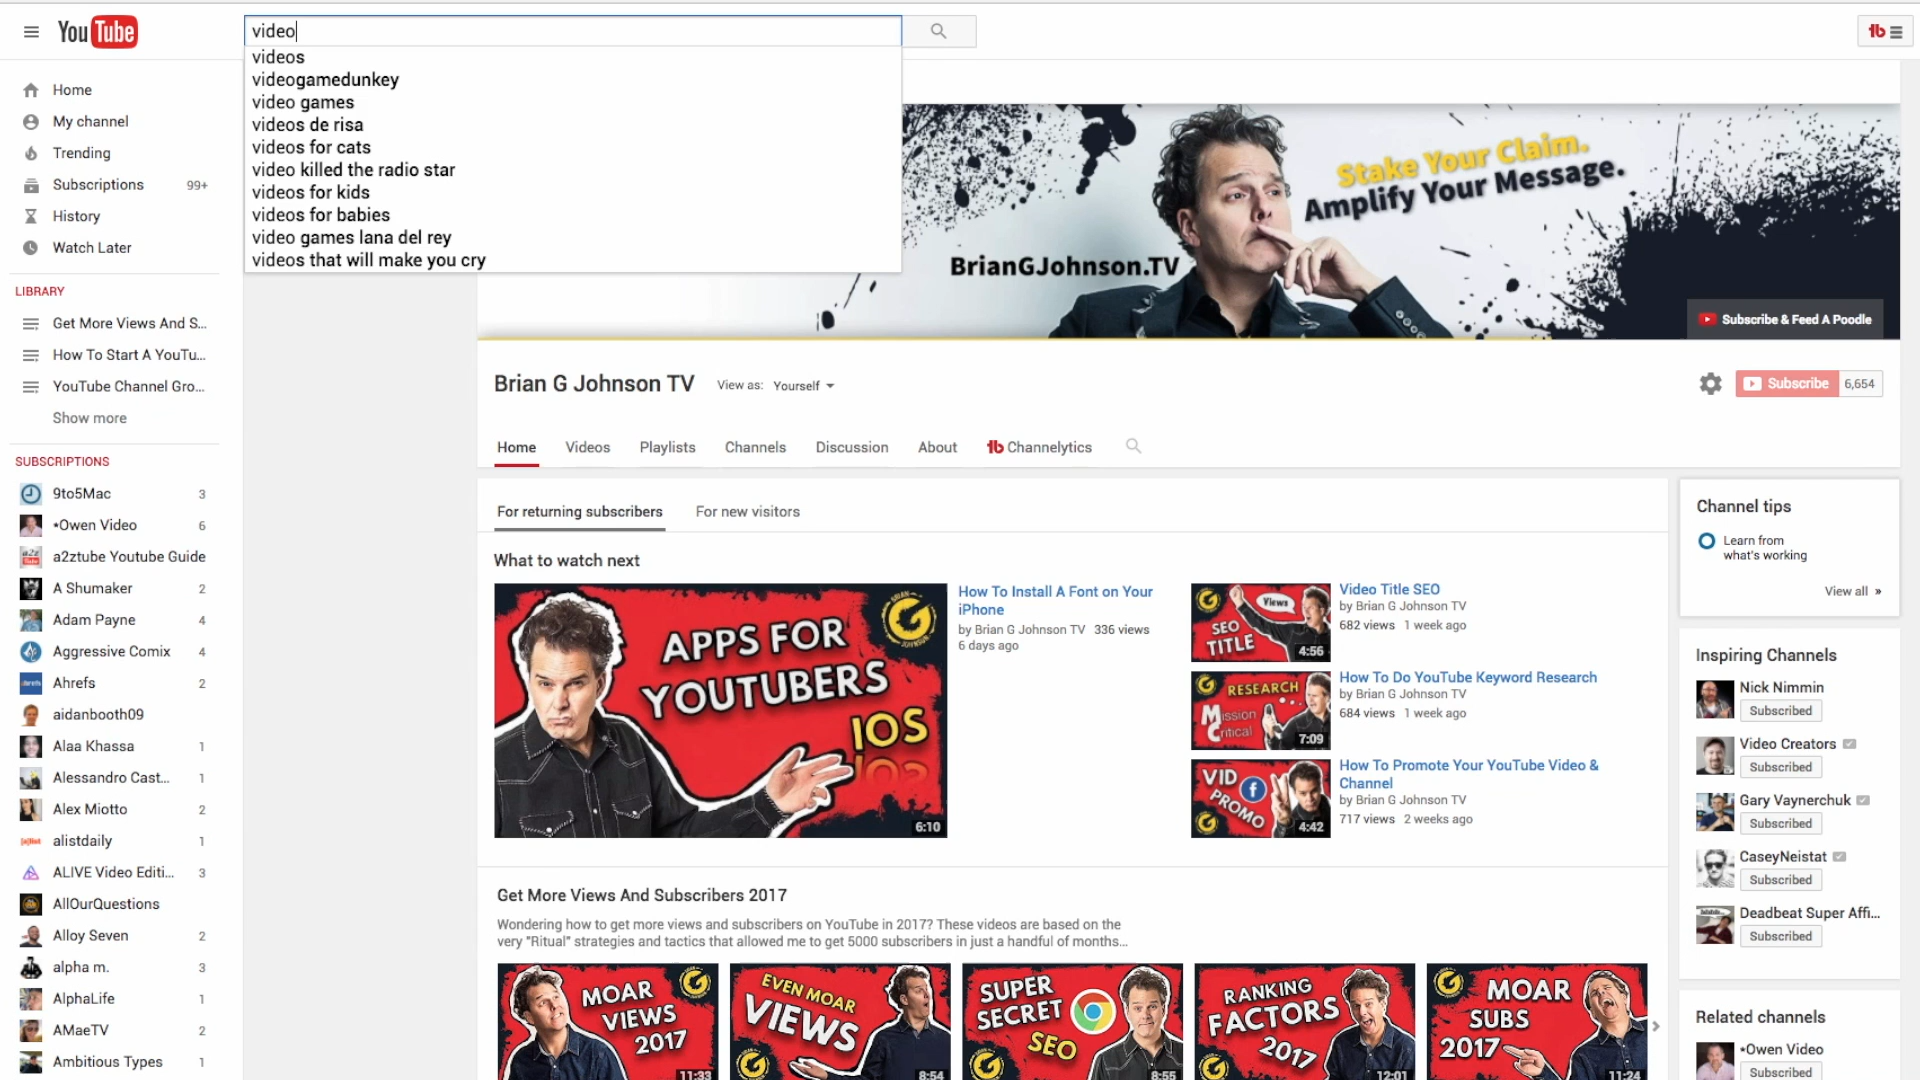 YouTube
video
videos
videogamedunkey
video games
videos de risa
videos for cats
video killed the radio star
videos for kids
videos for babies
video games lana del rey
videos that will make you cry
Home
My channel
Trending
Subscriptions 99+
History
Watch Later
LIBRARY
Get More Views And S...
How To Start A YouTu...
YouTube Channel Gro...
Show more
SUBSCRIPTIONS
9to5Mac 3
•Owen Video 6
a2ztube Youtube Guide
A Shumaker 2
Adam Payne 4
Aggressive Comix 4
Ahrefs 2
aidanbooth09
Alaa Khassa 1
Alessandro Cast... 1
Alex Miotto 2
alistdaily 1
ALIVE Video Editi... 3
AllOurQuestions
Alloy Seven 2
alpha m. 3
AlphaLife 1
AMaeTV 2
Ambitious Types 1
Stake Your Claim.
Amplify Your Message.
BrianGJohnson.TV
Subscribe & Feed A Poodle
Brian G Johnson TV View as: Yourself
Subscribe 6,654
Home Videos Playlists Channels Discussion About Channelytics
For returning subscribers For new visitors
What to watch next
APPS FOR
YOUTUBERS
IOS
6:10
How To Install A Font on Your
iPhone
by Brian G Johnson TV 336 views
6 days ago
Views
SEO
TITLE
4:56
Video Title SEO
by Brian G Johnson TV
682 views 1 week ago
RESEARCH
Mission
Critical
7:09
How To Do YouTube Keyword Research
by Brian G Johnson TV
684 views 1 week ago
VID
PROMO
4:42
How To Promote Your YouTube Video &
Channel
by Brian G Johnson TV
717 views 2 weeks ago
Get More Views And Subscribers 2017
Wondering how to get more views and subscribers on YouTube in 2017? These videos are based on the
very "Ritual" strategies and tactics that allowed me to get 5000 subscribers in just a handful of months...
MOAR
VIEWS
2017
11:33
EVEN MOAR
VIEWS
8:54
SUPER
SECRET
SEO
8:55
RANKING
FACTORS
2017
12:01
MOAR
SUBS
2017
11:24
Channel tips
Learn from
what's working
View all »
Inspiring Channels
Nick Nimmin
Subscribed
Video Creators
Subscribed
Gary Vaynerchuk
Subscribed
CaseyNeistat
Subscribed
Deadbeat Super Affi...
Subscribed
Related channels
•Owen Video
Subscribed